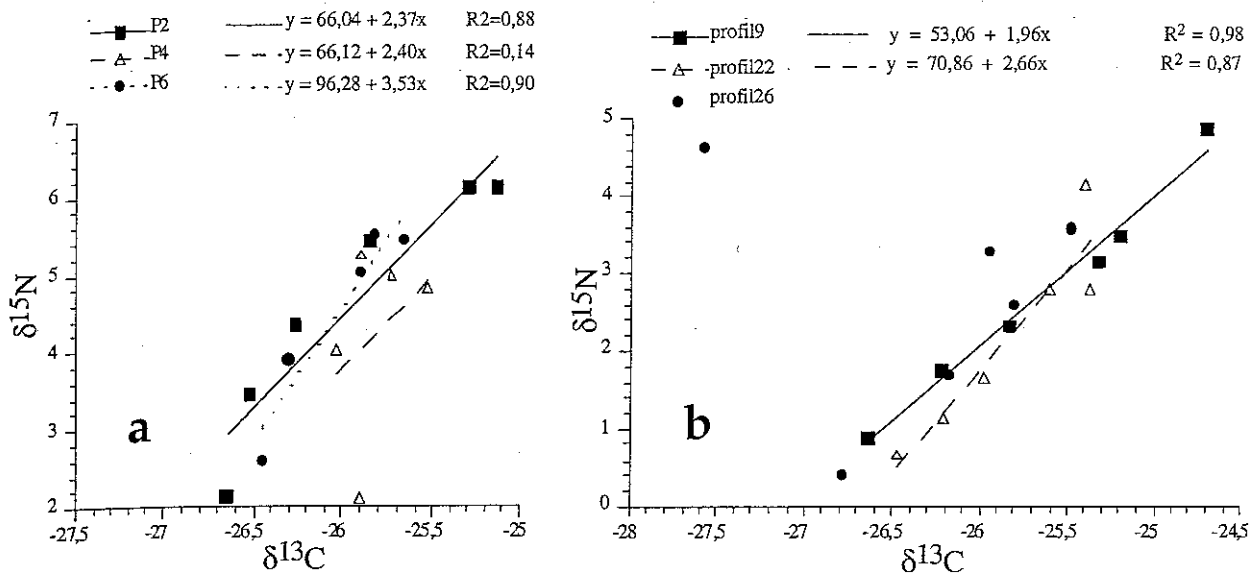 P2 y = 66,04 + 2,37x R2=0,88
P4 y = 66,12 + 2,40x R2=0,14
P6 y = 96,28 + 3,53x R2=0,90
7
6
5
4
3
2
δ15N
a
-27,5 -27 -26,5 -26 -25,5 -25
δ13C
profil9 y = 53,06 + 1,96x R2 = 0,98
profil22 y = 70,86 + 2,66x R2 = 0,87
profil26
5
4
3
2
1
0
δ15N
b
-28 -27,5 -27 -26,5 -26 -25,5 -25 -24,5
δ13C